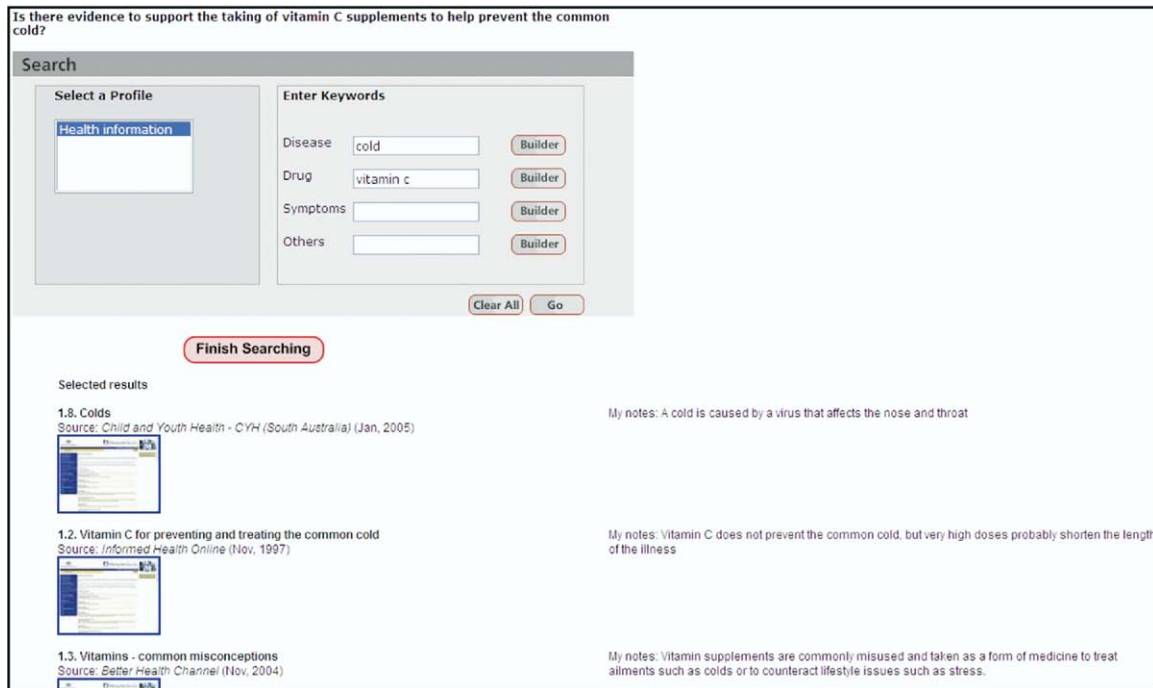 Is there evidence to support the taking of vitamin C supplements to help prevent the common
cold?
Search
Select a Profile
Health information
Enter Keywords
Disease cold Builder
Drug vitamin c Builder
Symptoms Builder
Others Builder
Clear All Go
Finish Searching
Selected results
1.8. Colds
Source: Child and Youth Health - CYH (South Australia) (Jan, 2005)
My notes: A cold is caused by a virus that affects the nose and throat
1.2. Vitamin C for preventing and treating the common cold
Source: Informed Health Online (Nov, 1997)
My notes: Vitamin C does not prevent the common cold, but very high doses probably shorten the length
of the illness
1.3. Vitamins - common misconceptions
Source: Better Health Channel (Nov, 2004)
My notes: Vitamin supplements are commonly misused and taken as a form of medicine to treat
ailments such as colds or to counteract lifestyle issues such as stress.